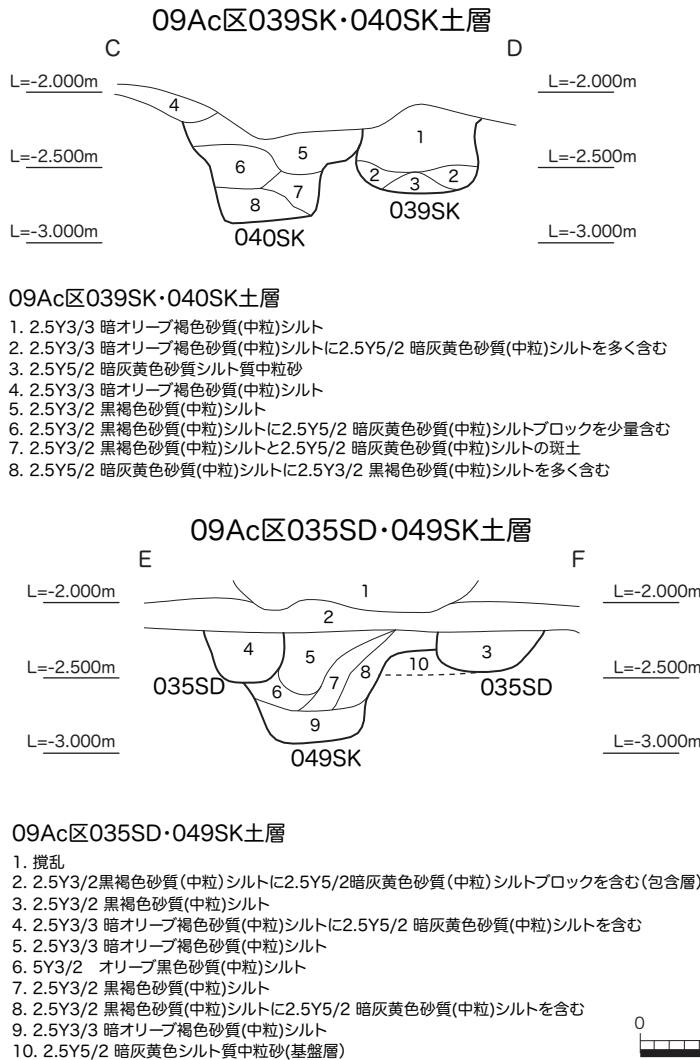 09Ac区039SK・040SK土層
C D
L=-2.000m L=-2.000m
4
1
5
L=-2.500m L=-2.500m
6
2 3 2
7
8
039SK
L=-3.000m L=-3.000m
040SK
09Ac区039SK・040SK土層
1. 2.5Y3/3 暗オリーブ褐色砂質(中粒)シルト
2. 2.5Y3/3 暗オリーブ褐色砂質(中粒)シルトに2.5Y5/2 暗灰黄色砂質(中粒)シルトを多く含む
3. 2.5Y5/2 暗灰黄色砂質シルト質中粒砂
4. 2.5Y3/3 暗オリーブ褐色砂質(中粒)シルト
5. 2.5Y3/2 黒褐色砂質(中粒)シルト
6. 2.5Y3/2 黒褐色砂質(中粒)シルトに2.5Y5/2 暗灰黄色砂質(中粒)シルトブロックを少量含む
7. 2.5Y3/2 黒褐色砂質(中粒)シルトと2.5Y5/2 暗灰黄色砂質(中粒)シルトの斑土
8. 2.5Y5/2 暗灰黄色砂質(中粒)シルトに2.5Y3/2 黒褐色砂質(中粒)シルトを多く含む
09Ac区035SD・049SK土層
E F
L=-2.000m L=-2.000m
1
2
4 5 3
10
8
7
6
L=-2.500m L=-2.500m
035SD 035SD
9
L=-3.000m L=-3.000m
049SK
09Ac区035SD・049SK土層
1. 撹乱
2. 2.5Y3/2黒褐色砂質(中粒)シルトに2.5Y5/2暗灰黄色砂質(中粒)シルトブロックを含む(包含層)
3. 2.5Y3/2 黒褐色砂質(中粒)シルト
4. 2.5Y3/3 暗オリーブ褐色砂質(中粒)シルトに2.5Y5/2 暗灰黄色砂質(中粒)シルトを含む
5. 2.5Y3/3 暗オリーブ褐色砂質(中粒)シルト
6. 5Y3/2 オリーブ黒色砂質(中粒)シルト
7. 2.5Y3/2 黒褐色砂質(中粒)シルト
8. 2.5Y3/2 黒褐色砂質(中粒)シルトに2.5Y5/2 暗灰黄色砂質(中粒)シルトを含む
9. 2.5Y3/3 暗オリーブ褐色砂質(中粒)シルト
10. 2.5Y5/2 暗灰黄色シルト質中粒砂(基盤層)
0